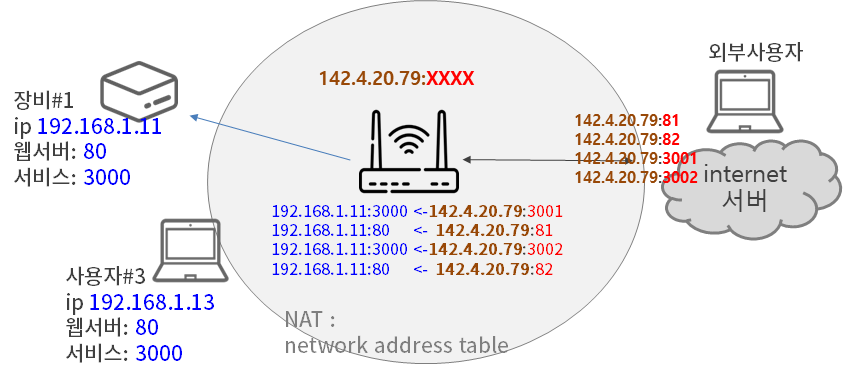 외부사용자
142.4.20.79:XXXX
장비#1
ip 192.168.1.11
웹서버: 80
서비스: 3000
142.4.20.79:81
142.4.20.79:82
142.4.20.79:3001
142.4.20.79:3002
internet
서버
192.168.1.11:3000 <-142.4.20.79:3001
192.168.1.11:80 <- 142.4.20.79:81
192.168.1.11:3000 <-142.4.20.79:3002
192.168.1.11:80 <- 142.4.20.79:82
사용자#3
ip 192.168.1.13
웹서버: 80
서비스: 3000
NAT :
network address table